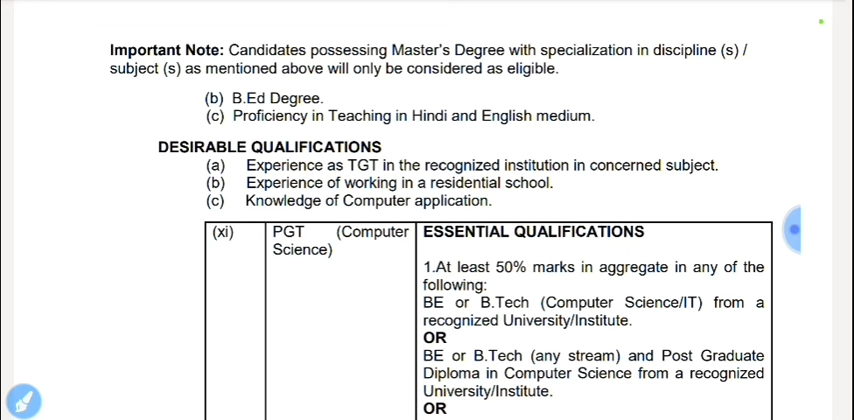 Important Note: Candidates possessing Master's Degree with specialization in discipline (s) /
subject (s) as mentioned above will only be considered as eligible.
(b) B.Ed Degree.
(c) Proficiency in Teaching in Hindi and English medium.
DESIRABLE QUALIFICATIONS
(a) Experience as TGT in the recognized institution in concerned subject.
(b) Experience of working in a residential school.
(c) Knowledge of Computer application.
(xi) PGT (Computer
Science)
ESSENTIAL QUALIFICATIONS
1.At least 50% marks in aggregate in any of the
following:
BE or B.Tech (Computer Science/IT) from a
recognized University/Institute.
OR
BE or B.Tech (any stream) and Post Graduate
Diploma in Computer Science from a recognized
University/Institute.
OR